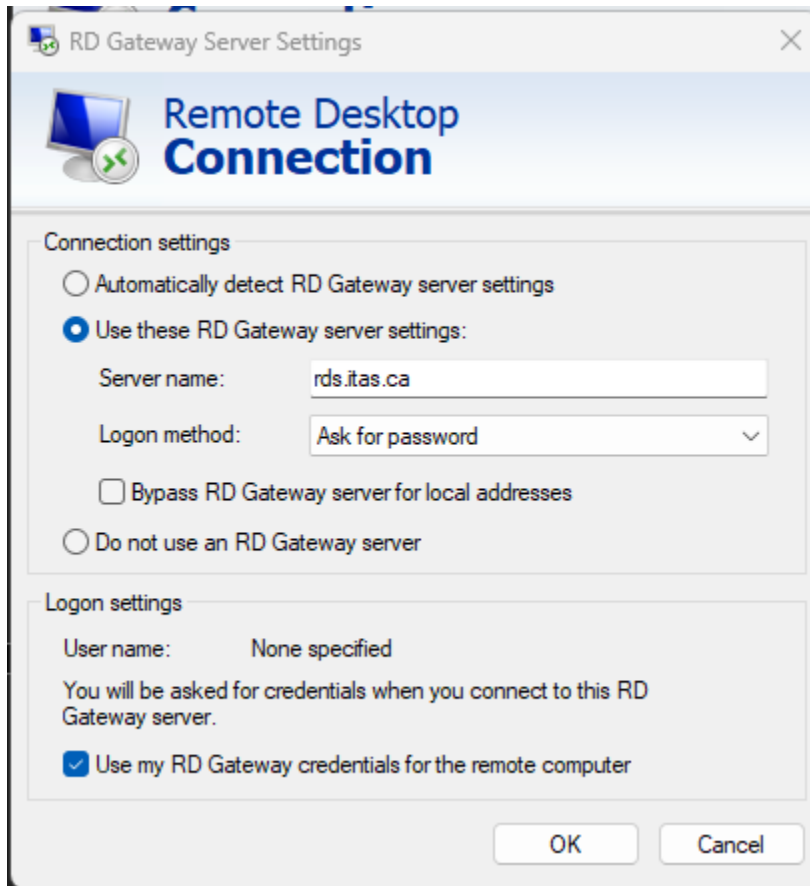 RD Gateway Server Settings
Remote Desktop
Connection
Connection settings
Automatically detect RD Gateway server settings
Use these RD Gateway server settings:
Server name: rds.itas.ca
Logon method: Ask for password
Bypass RD Gateway server for local addresses
Do not use an RD Gateway server
Logon settings
User name: None specified
You will be asked for credentials when you connect to this RD
Gateway server.
Use my RD Gateway credentials for the remote computer
OK Cancel